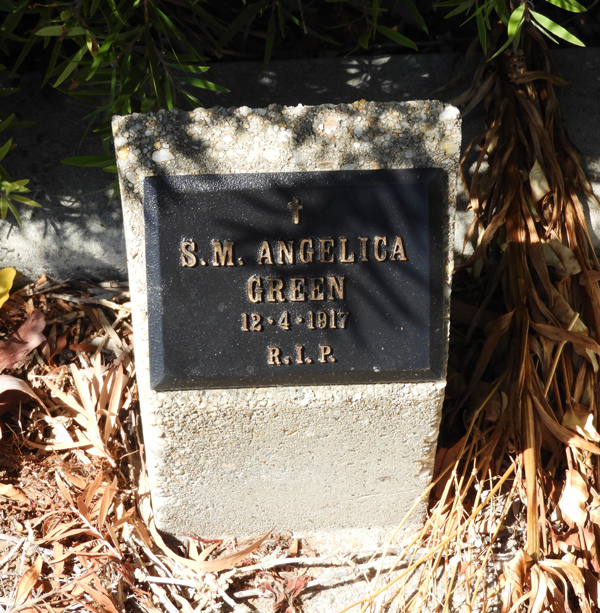 S.M. ANGELICA
GREEN
12·4·1917
R.I.P.